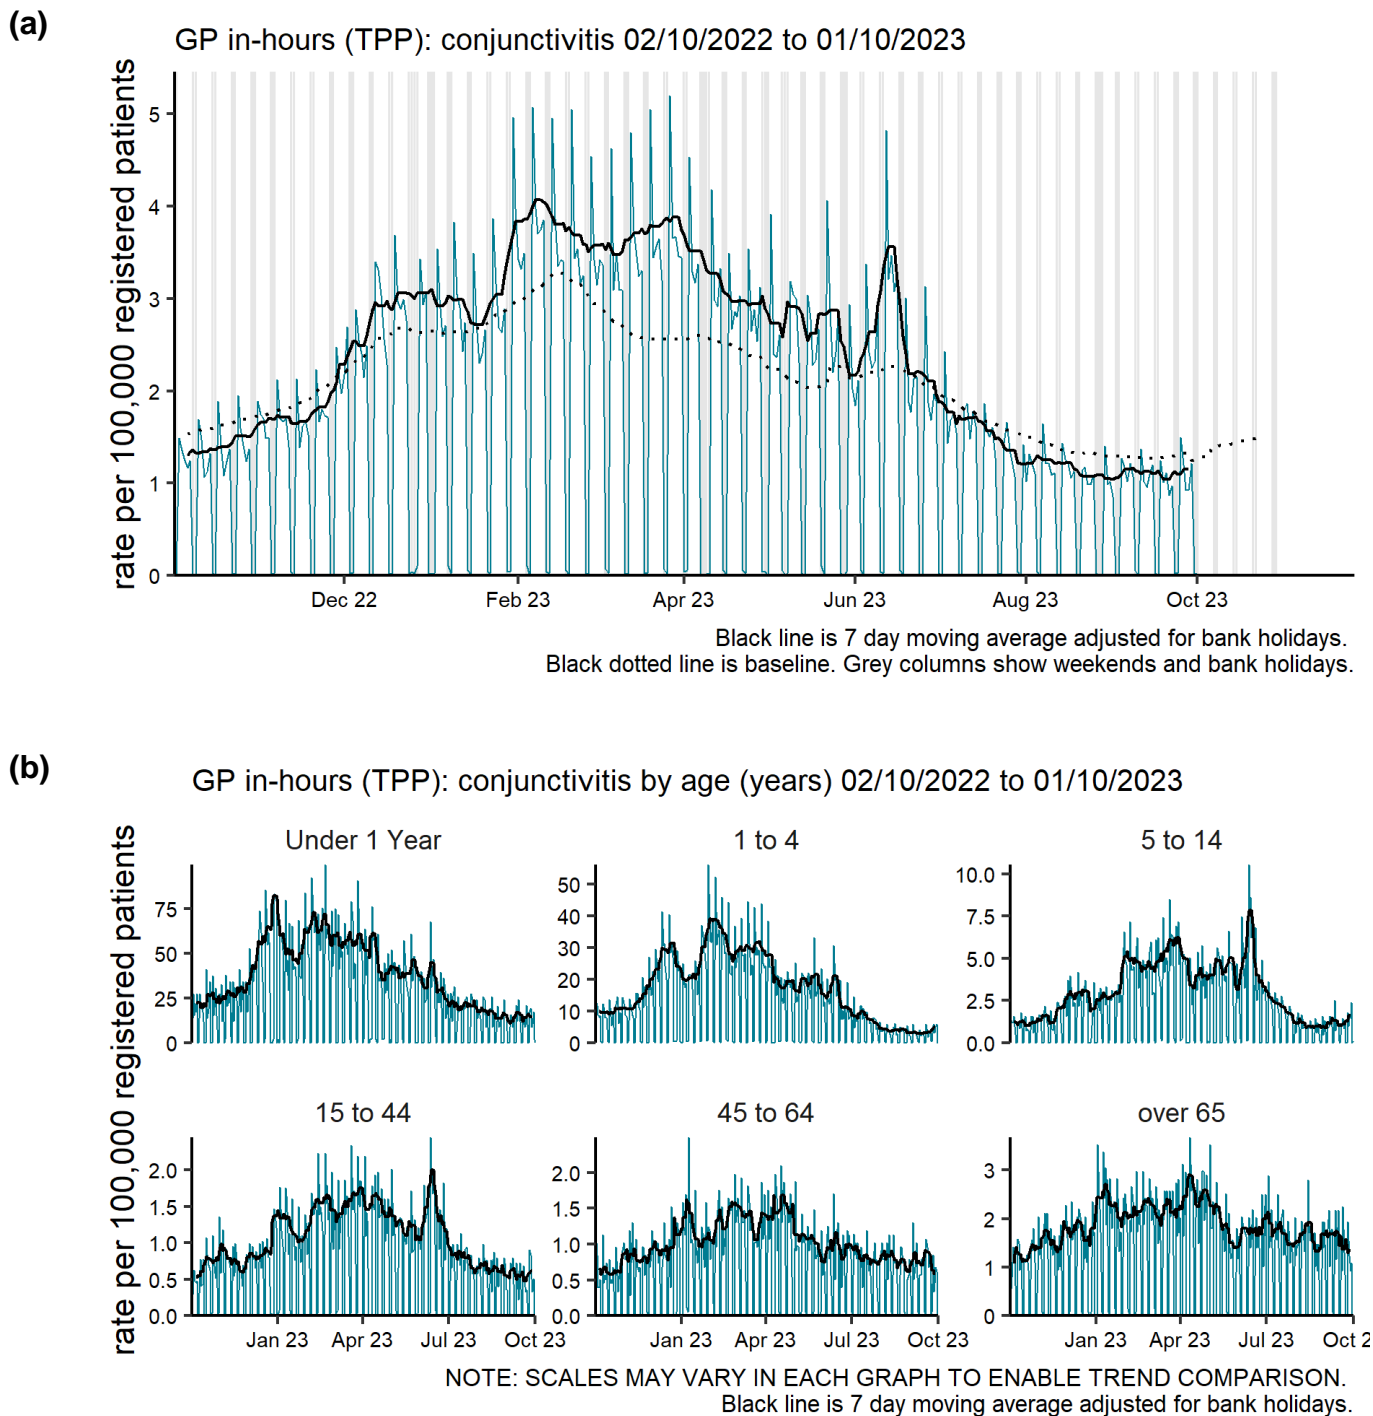 (a)
GP in-hours (TPP): conjunctivitis 02/10/2022 to 01/10/2023
rate per 100,000 registered patients
5
4
3
2
1
0
Dec 22 Feb 23 Apr 23 Jun 23 Aug 23 Oct 23
Black line is 7 day moving average adjusted for bank holidays.
Black dotted line is baseline. Grey columns show weekends and bank holidays.
(b)
GP in-hours (TPP): conjunctivitis by age (years) 02/10/2022 to 01/10/2023
rate per 100,000 registered patients
Under 1 Year
75
50
25
0
1 to 4
50
40
30
20
10
0
5 to 14
10.0
7.5
5.0
2.5
0.0
15 to 44
2.0
1.5
1.0
0.5
0.0
Jan 23 Apr 23 Jul 23 Oct 23
45 to 64
2.0
1.5
1.0
0.5
0.0
Jan 23 Apr 23 Jul 23 Oct 23
over 65
3
2
1
0
Jan 23 Apr 23 Jul 23 Oct 2
NOTE: SCALES MAY VARY IN EACH GRAPH TO ENABLE TREND COMPARISON.
Black line is 7 day moving average adjusted for bank holidays.